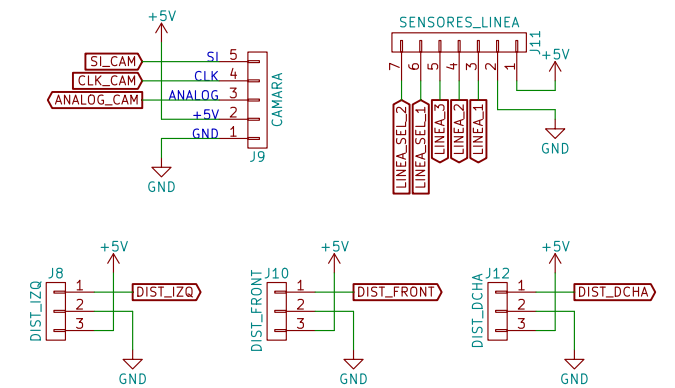 +5V
SENSORES_LINEA
J11
SI_CAM
SI
5
CLK_CAM
CLK
4
ANALOG_CAM
ANALOG
3
+5V
2
GND
1
CAMARA
J9
GND
7
6
5
4
3
2
1
+5V
LINEA_SEL_2
LINEA_SEL_1
LINEA_3
LINEA_2
LINEA_1
GND
+5V
J8
DIST_IZQ
1
2
3
DIST_IZQ
GND
+5V
J10
DIST_FRONT
1
2
3
DIST_FRONT
GND
+5V
J12
DIST_DCHA
1
2
3
DIST_DCHA
GND